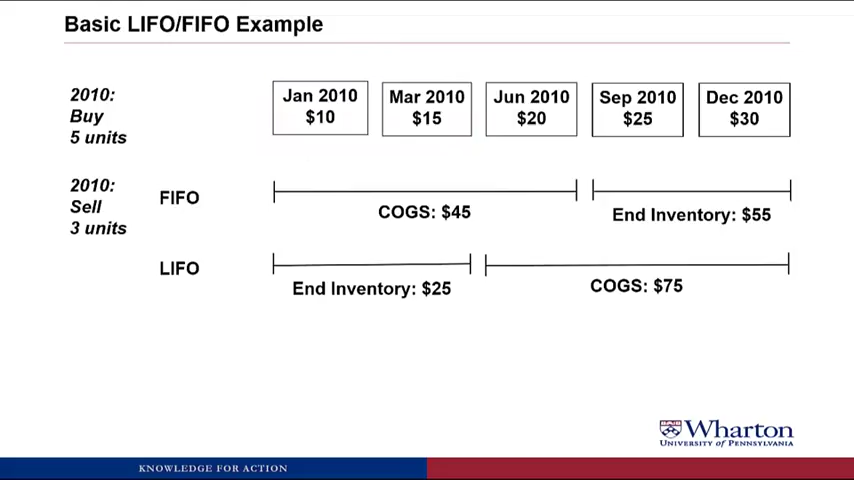 Basic LIFO/FIFO Example
2010:
Buy
5 units
Jan 2010
$10
Mar 2010
$15
Jun 2010
$20
Sep 2010
$25
Dec 2010
$30
2010:
Sell
3 units
FIFO
COGS: $45
End Inventory: $55
LIFO
End Inventory: $25
COGS: $75
Wharton
UNIVERSITY of PENNSYLVANIA
KNOWLEDGE FOR ACTION